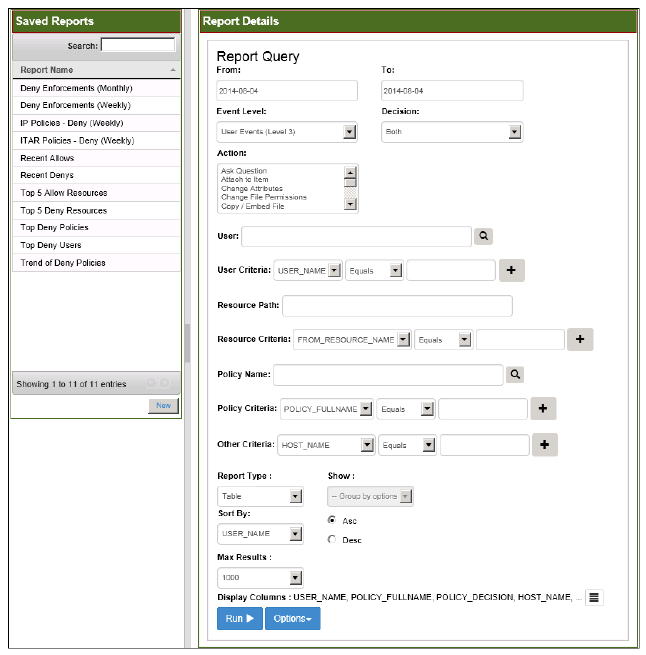 Saved Reports
Search:
Report Name
Deny Enforcements (Monthly)
Deny Enforcements (Weekly)
IP Policies - Deny (Weekly)
ITAR Policies - Deny (Weekly)
Recent Allows
Recent Denys
Top 5 Allow Resources
Top 5 Deny Resources
Top Deny Policies
Top Deny Users
Trend of Deny Policies
Showing 1 to 11 of 11 entries
New
Report Details
Report Query
From: To:
2014-08-04 2014-08-04
Event Level: Decision:
User Events (Level 3) Both
Action:
Ask Question
Attach to Item
Change Attributes
Change File Permissions
Copy / Embed File
User:
User Criteria: USER_NAME Equals
Resource Path:
Resource Criteria: FROM_RESOURCE_NAME Equals
Policy Name:
Policy Criteria: POLICY_FULLNAME Equals
Other Criteria: HOST_NAME Equals
Report Type : Show :
Table -- Group by options
Sort By:
Asc
USER_NAME
Desc
Max Results :
1000
Display Columns : USER_NAME, POLICY_FULLNAME, POLICY_DECISION, HOST_NAME, ...
Run Options